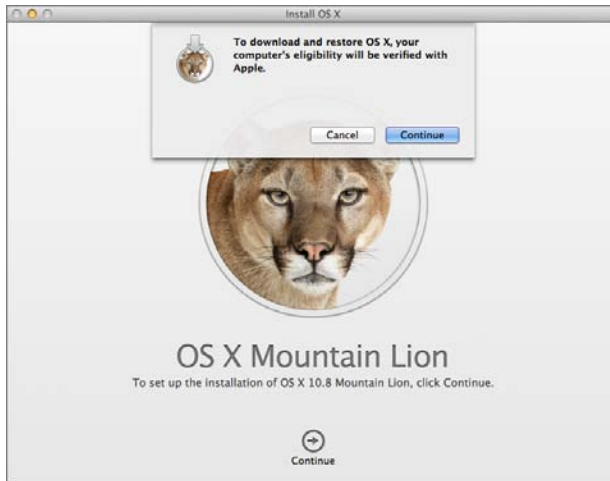 Install OS X
To download and restore OS X, your
computer's eligibility will be verified with
Apple.
Cancel Continue
OS X Mountain Lion
To set up the installation of OS X 10.8 Mountain Lion, click Continue.
Continue